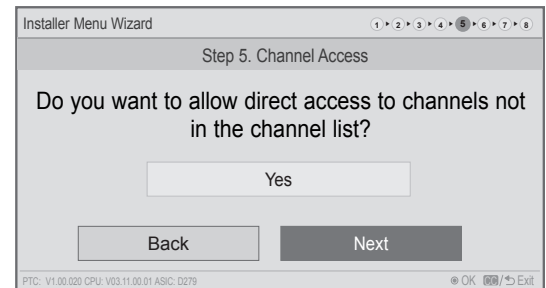 Installer Menu Wizard 1 2 3 4 5 6 7 8
Step 5. Channel Access
Do you want to allow direct access to channels not
in the channel list?
Yes
Back Next
PTC: V1.00.020 CPU: V03.11.00.01 ASIC: D279 OK CC/ Exit